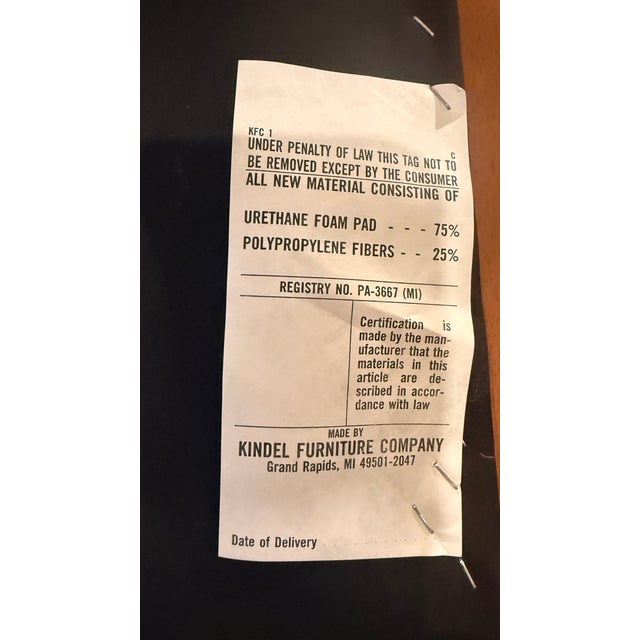 KFC 1
C
UNDER PENALTY OF LAW THIS TAG NOT TO
BE REMOVED EXCEPT BY THE CONSUMER
ALL NEW MATERIAL CONSISTING OF
URETHANE FOAM PAD - - - 75%
POLYPROPYLENE FIBERS - - 25%
REGISTRY NO. PA-3667 (MI)
Certification is
made by the man-
ufacturer that the
materials in this
article are de-
scribed in accor-
dance with law
MADE BY
KINDEL FURNITURE COMPANY
Grand Rapids, MI 49501-2047
Date of Delivery . . . . . . . . . . . .